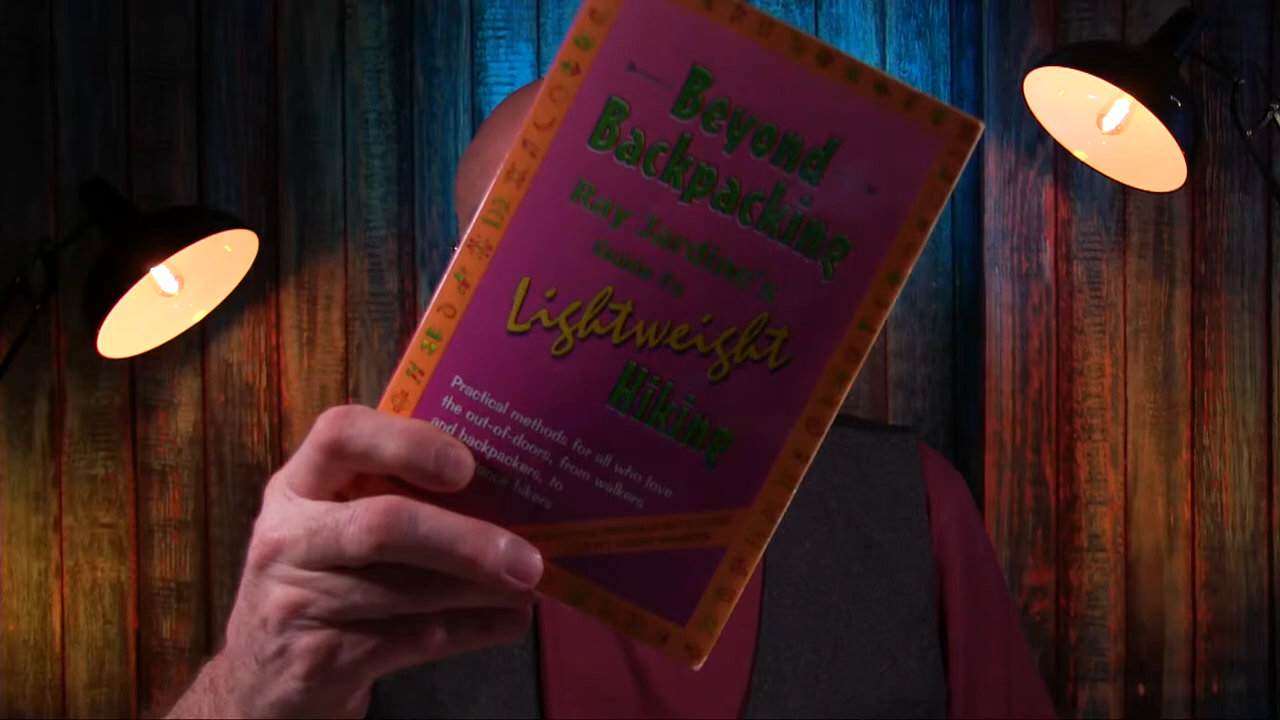 Beyond
Backpacking
Ray Jardine's
Guide To
Lightweight
Hiking
Practical methods for all who love
the out-of-doors, from walkers
and backpackers, to
hikers